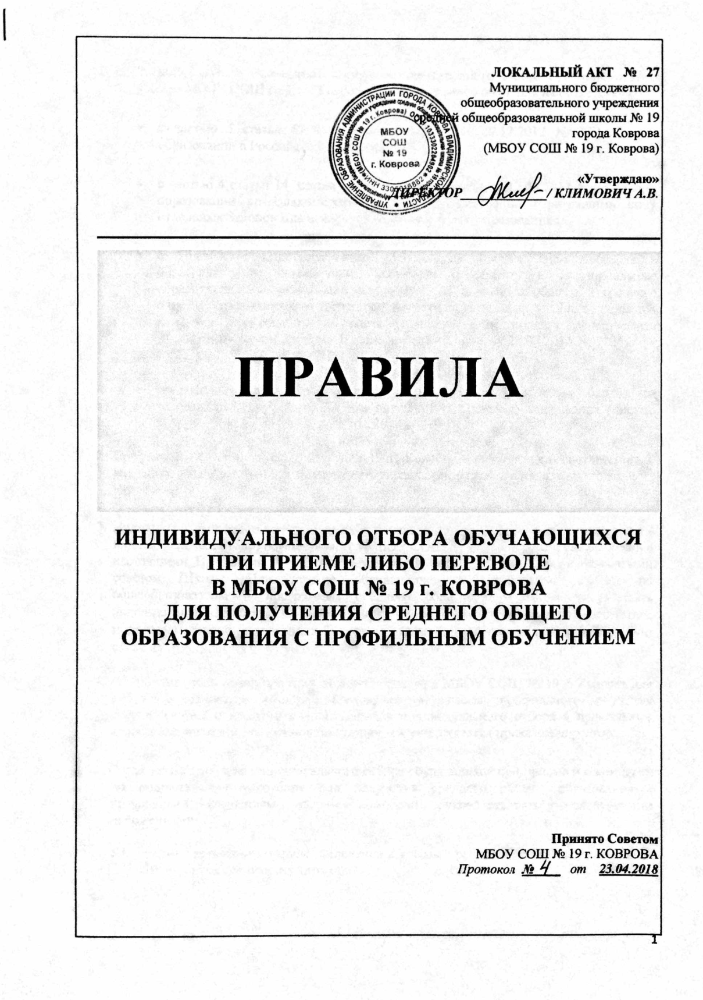 ЛОКАЛЬНЫЙ АКТ № 27
Муниципального бюджетного
общеобразовательного учреждения
средней общеобразовательной школы № 19
города Коврова
(МБОУ СОШ № 19 г. Коврова)
МБОУ
СОШ
№ 19
г. Коврова
«Утверждаю»
ДИРЕКТОР / КЛИМОВИЧ А.В.
ПРАВИЛА
ИНДИВИДУАЛЬНОГО ОТБОРА ОБУЧАЮЩИХСЯ
ПРИ ПРИЕМЕ ЛИБО ПЕРЕВОДЕ
В МБОУ СОШ № 19 г. КОВРОВА
ДЛЯ ПОЛУЧЕНИЯ СРЕДНЕГО ОБЩЕГО
ОБРАЗОВАНИЯ С ПРОФИЛЬНЫМ ОБУЧЕНИЕМ
Принято Советом
МБОУ СОШ № 19 г. КОВРОВА
Протокол № 4 от 23.04.2018
1